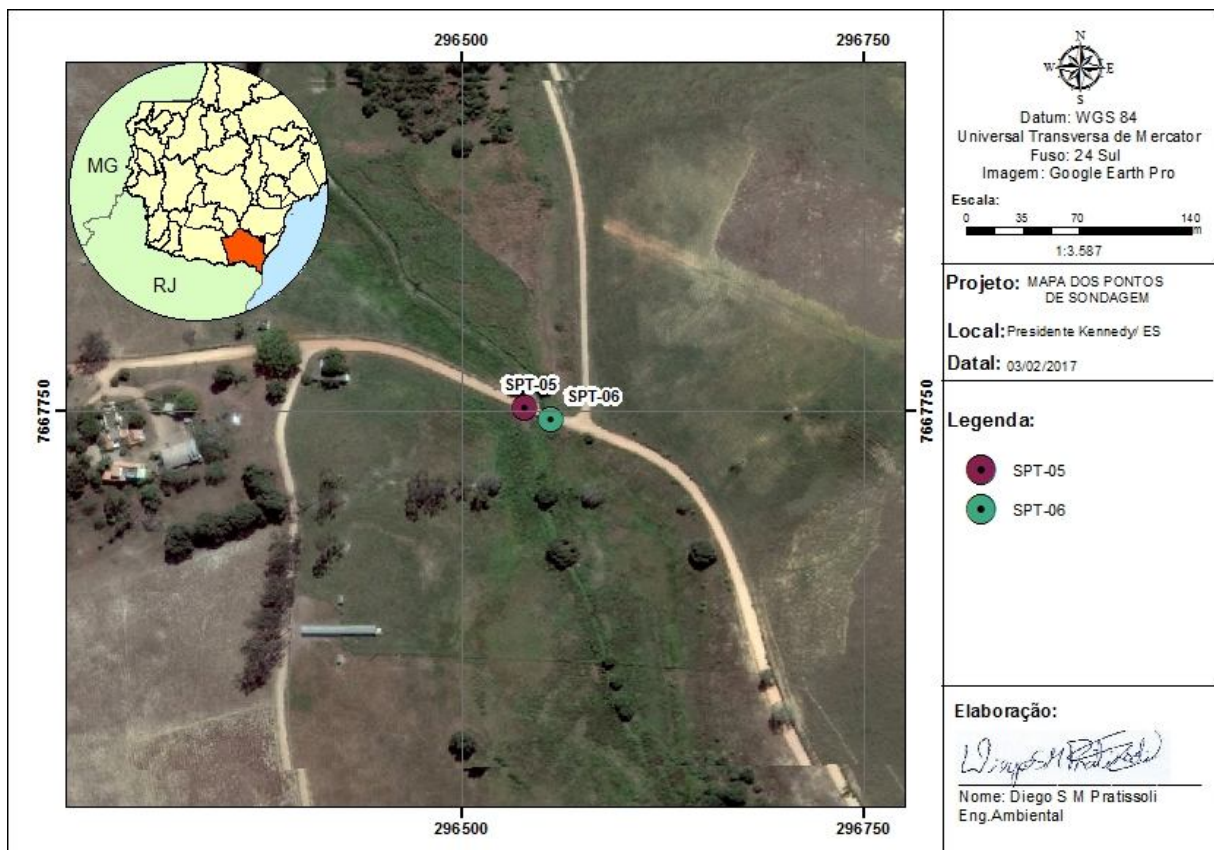 296500
296750
MG
RJ
7667750
SPT-05
SPT-06
7667750
296500
296750
N
W
E
S
Datum: WGS 84
Universal Transversa de Mercator
Fuso: 24 Sul
Imagem: Google Earth Pro
Escala:
0 35 70 140
m
1:3.587
Projeto: MAPA DOS PONTOS
DE SONDAGEM
Local: Presidente Kennedy/ ES
Datal: 03/02/2017
Legenda:
SPT-05
SPT-06
Elaboração:
Nome: Diego S M Pratissoli
Eng.Ambiental